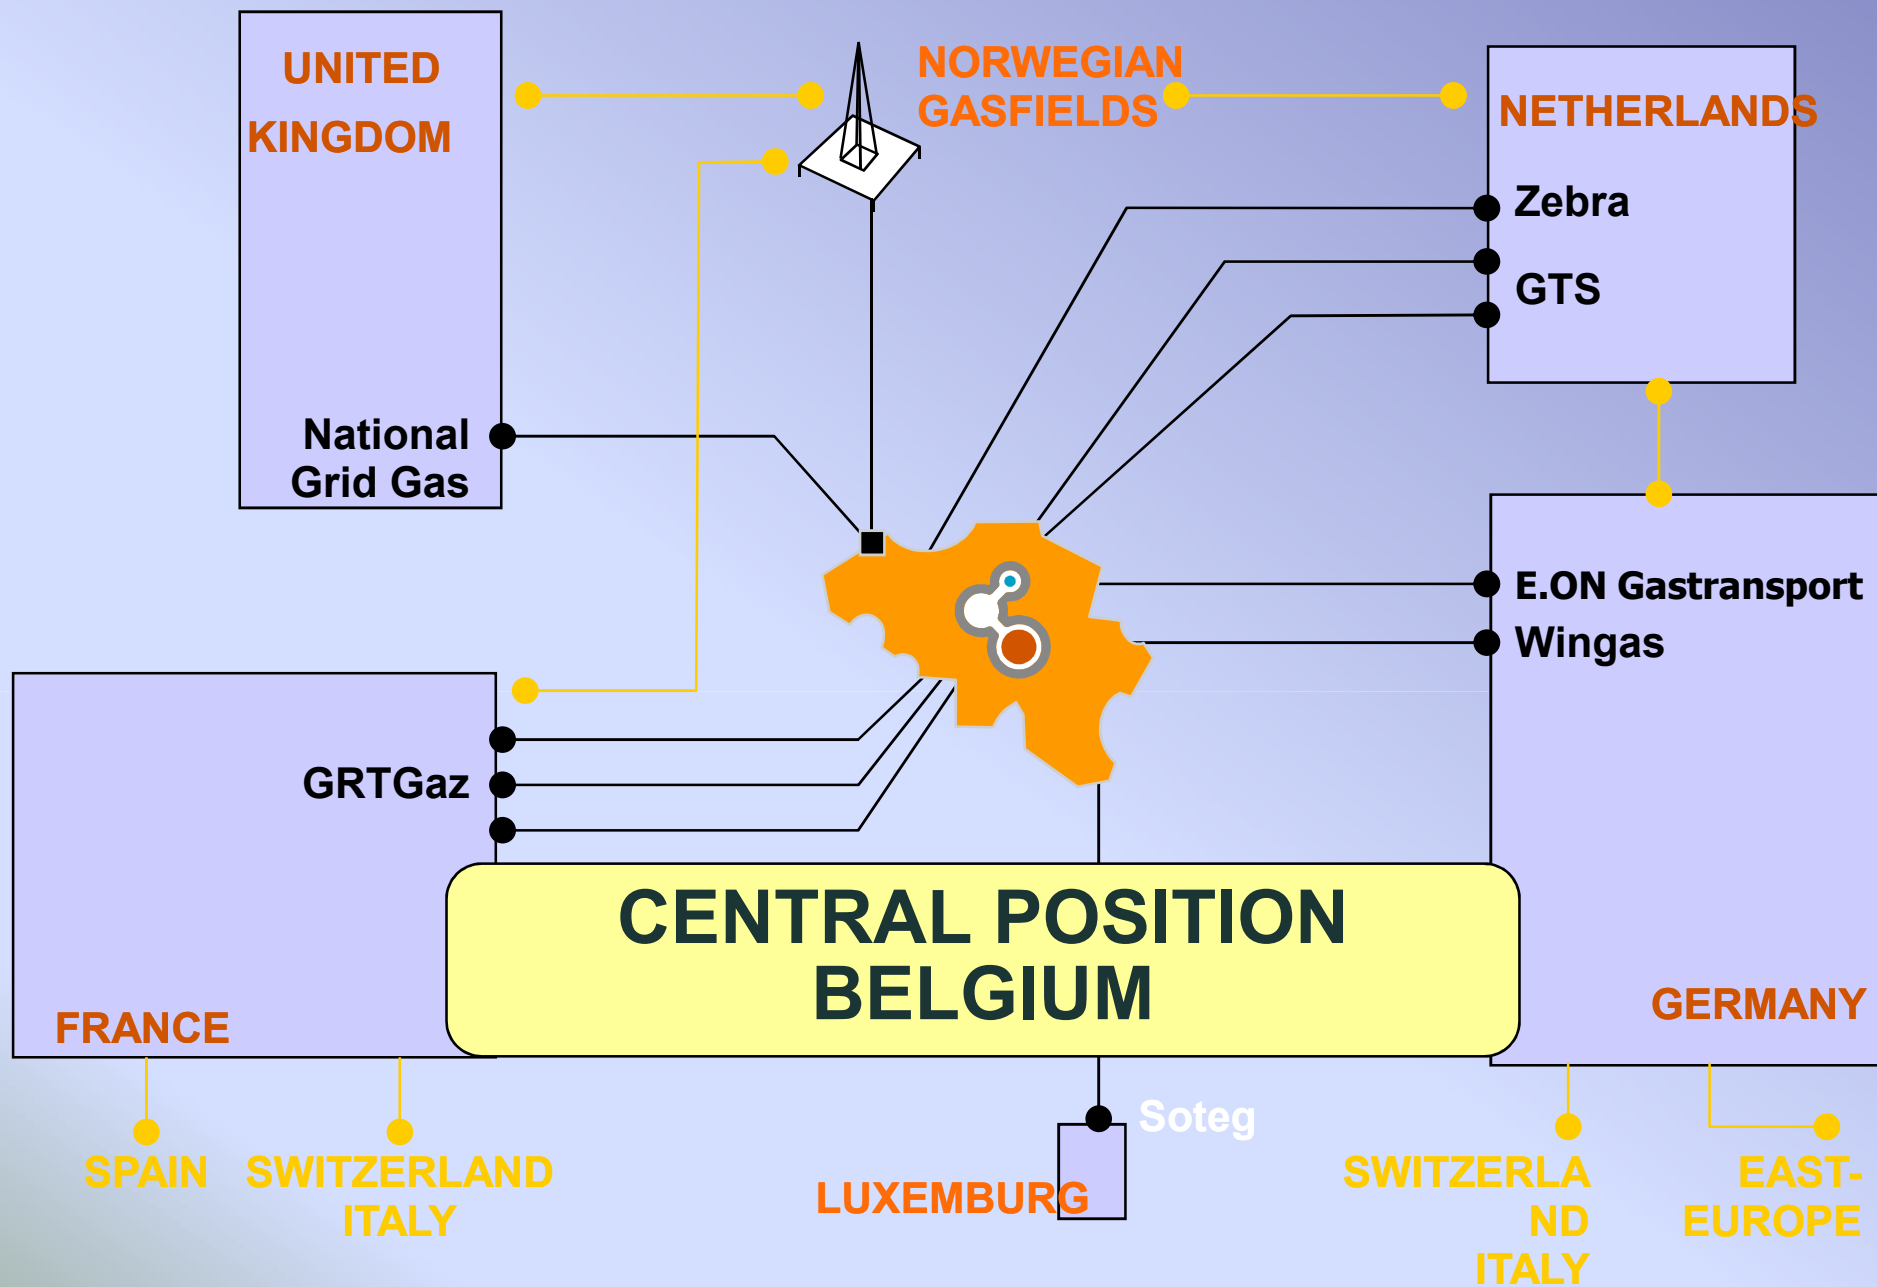 UNITED
KINGDOM
NORWEGIAN
GASFIELDS
NETHERLANDS
Zebra
GTS
National
Grid Gas
E.ON Gastransport
Wingas
GRTGaz
CENTRAL POSITION
BELGIUM
FRANCE
GERMANY
Soteg
LUXEMBURG
SPAIN
SWITZERLAND
ITALY
SWITZERLA
ND
ITALY
EAST-
EUROPE